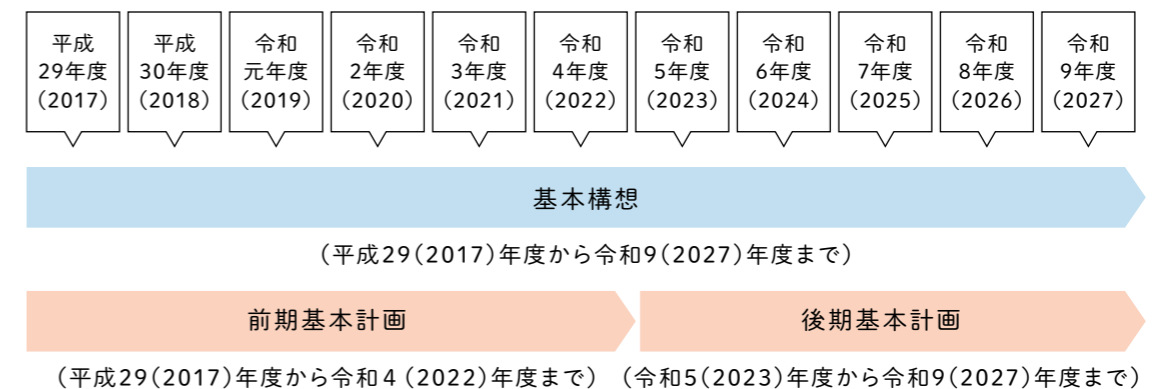 平成
29年度
(2017)
平成
30年度
(2018)
令和
元年度
(2019)
令和
2年度
(2020)
令和
3年度
(2021)
令和
4年度
(2022)
令和
5年度
(2023)
令和
6年度
(2024)
令和
7年度
(2025)
令和
8年度
(2026)
令和
9年度
(2027)
基本構想
(平成29(2017)年度から令和9(2027)年度まで)
前期基本計画
(平成29(2017)年度から令和4(2022)年度まで)
後期基本計画
(令和5(2023)年度から令和9(2027)年度まで)